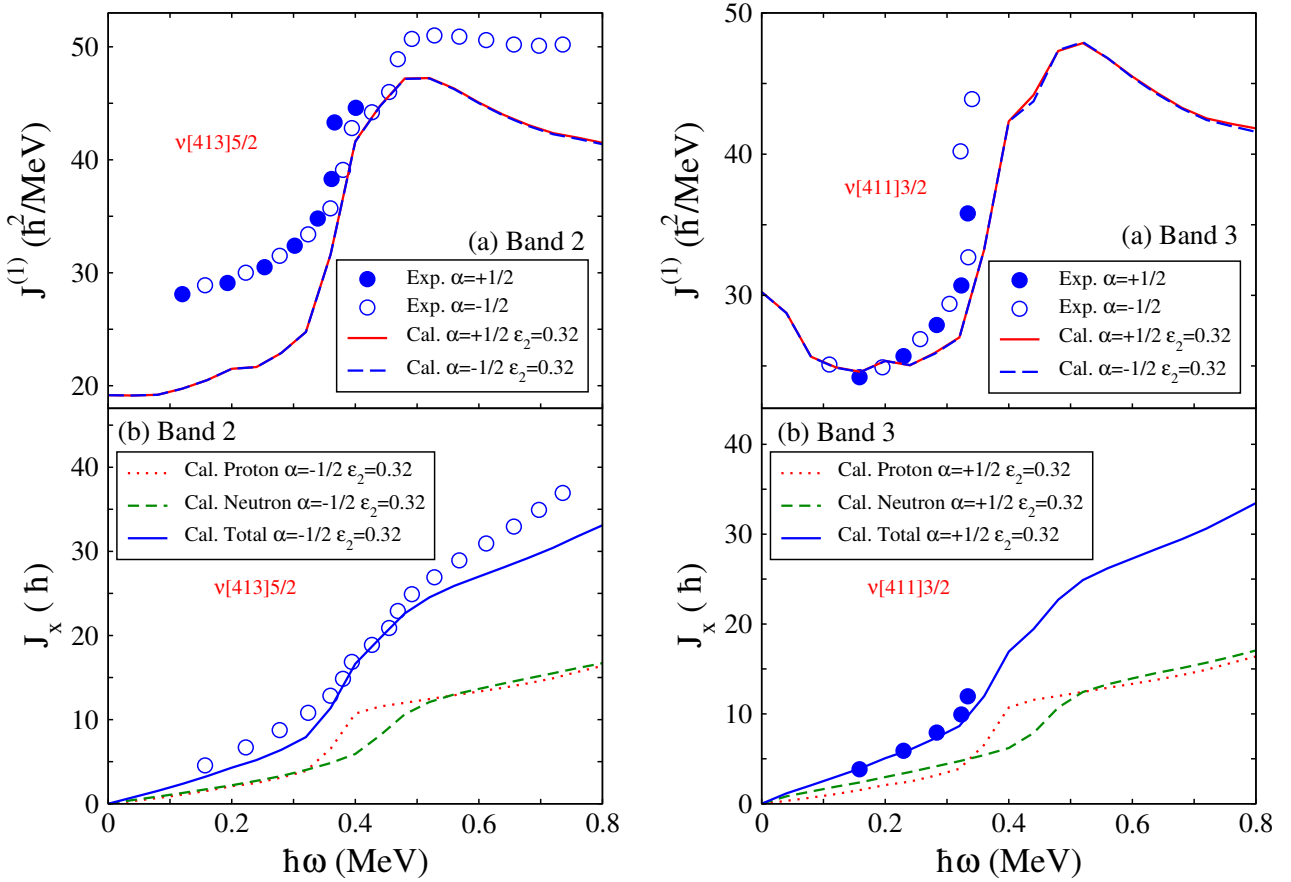 50
40
30
20
J(1) (ħ2/MeV)
ν[413]5/2
(a) Band 2
Exp. α=+1/2
Exp. α=-1/2
Cal. α=+1/2 ε2=0.32
Cal. α=-1/2 ε2=0.32
(b) Band 2
Cal. Proton α=-1/2 ε2=0.32
Cal. Neutron α=-1/2 ε2=0.32
Cal. Total α=-1/2 ε2=0.32
ν[413]5/2
40
30
20
10
0
Jx (ħ)
0 0.2 0.4 0.6 0.8
ħω (MeV)
50
40
30
J(1) (ħ2/MeV)
ν[411]3/2
(a) Band 3
Exp. α=+1/2
Exp. α=-1/2
Cal. α=+1/2 ε2=0.32
Cal. α=-1/2 ε2=0.32
(b) Band 3
Cal. Proton α=+1/2 ε2=0.32
Cal. Neutron α=+1/2 ε2=0.32
Cal. Total α=+1/2 ε2=0.32
ν[411]3/2
40
30
20
10
0
Jx (ħ)
0 0.2 0.4 0.6 0.8
ħω (MeV)